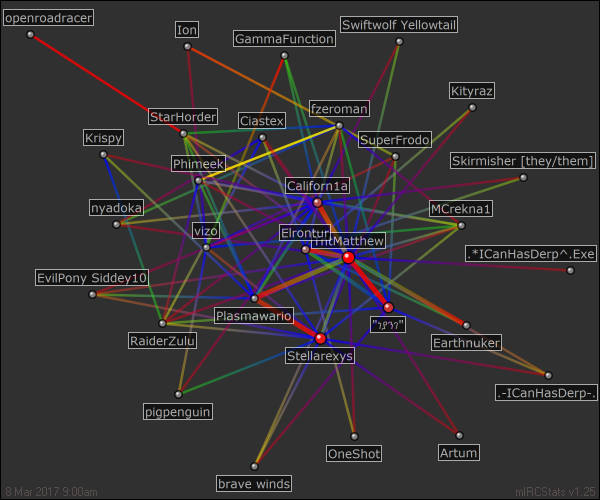 openroadracer
Ion
GammaFunction
Swiftwolf Yellowtail
Kityraz
fzeroman
StarHorder
Ciastex
Krispy
SuperFrodo
Phimeek
Skirmisher [they/them]
Californ1a
nyadoka
MCrekna1
vizo
Elrontur
TntMatthew
.*ICanHasDerp^.Exe
EvilPony Siddey10
Plasmawario
RaiderZulu
Earthnuker
Stellarexys
.-ICanHasDerp-.
pigpenguin
OneShot
Artum
brave winds
8 Mar 2017 9:00am
mIRCStats v1.25